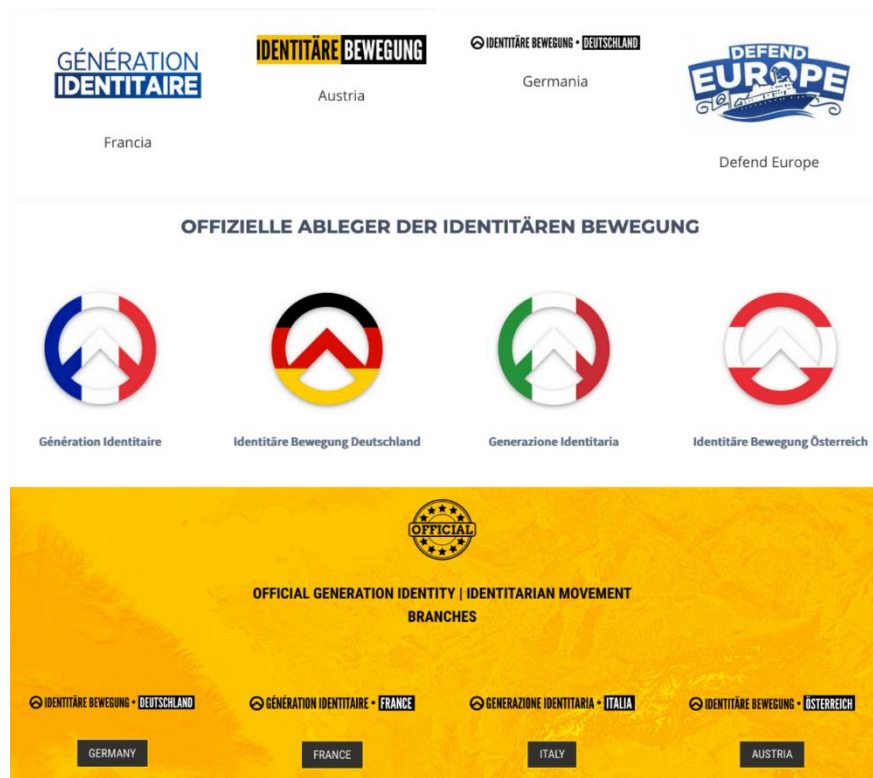 GÉNÉRATION
IDENTITAIRE
Francia
IDENTITÄRE BEWEGUNG
Austria
IDENTITÄRE BEWEGUNG • DEUTSCHLAND
Germania
DEFEND
EUROPE
Defend Europe
OFFIZIELLE ABLEGER DER IDENTITÄREN BEWEGUNG
Génération Identitaire
Identitäre Bewegung Deutschland
Generazione Identitaria
Identitäre Bewegung Österreich
OFFICIAL
OFFICIAL GENERATION IDENTITY | IDENTITARIAN MOVEMENT
BRANCHES
IDENTITÄRE BEWEGUNG • DEUTSCHLAND
GÉNÉRATION IDENTITAIRE • FRANCE
GENERAZIONE IDENTITARIA • ITALIA
IDENTITÄRE BEWEGUNG • ÖSTERREICH
GERMANY
FRANCE
ITALY
AUSTRIA